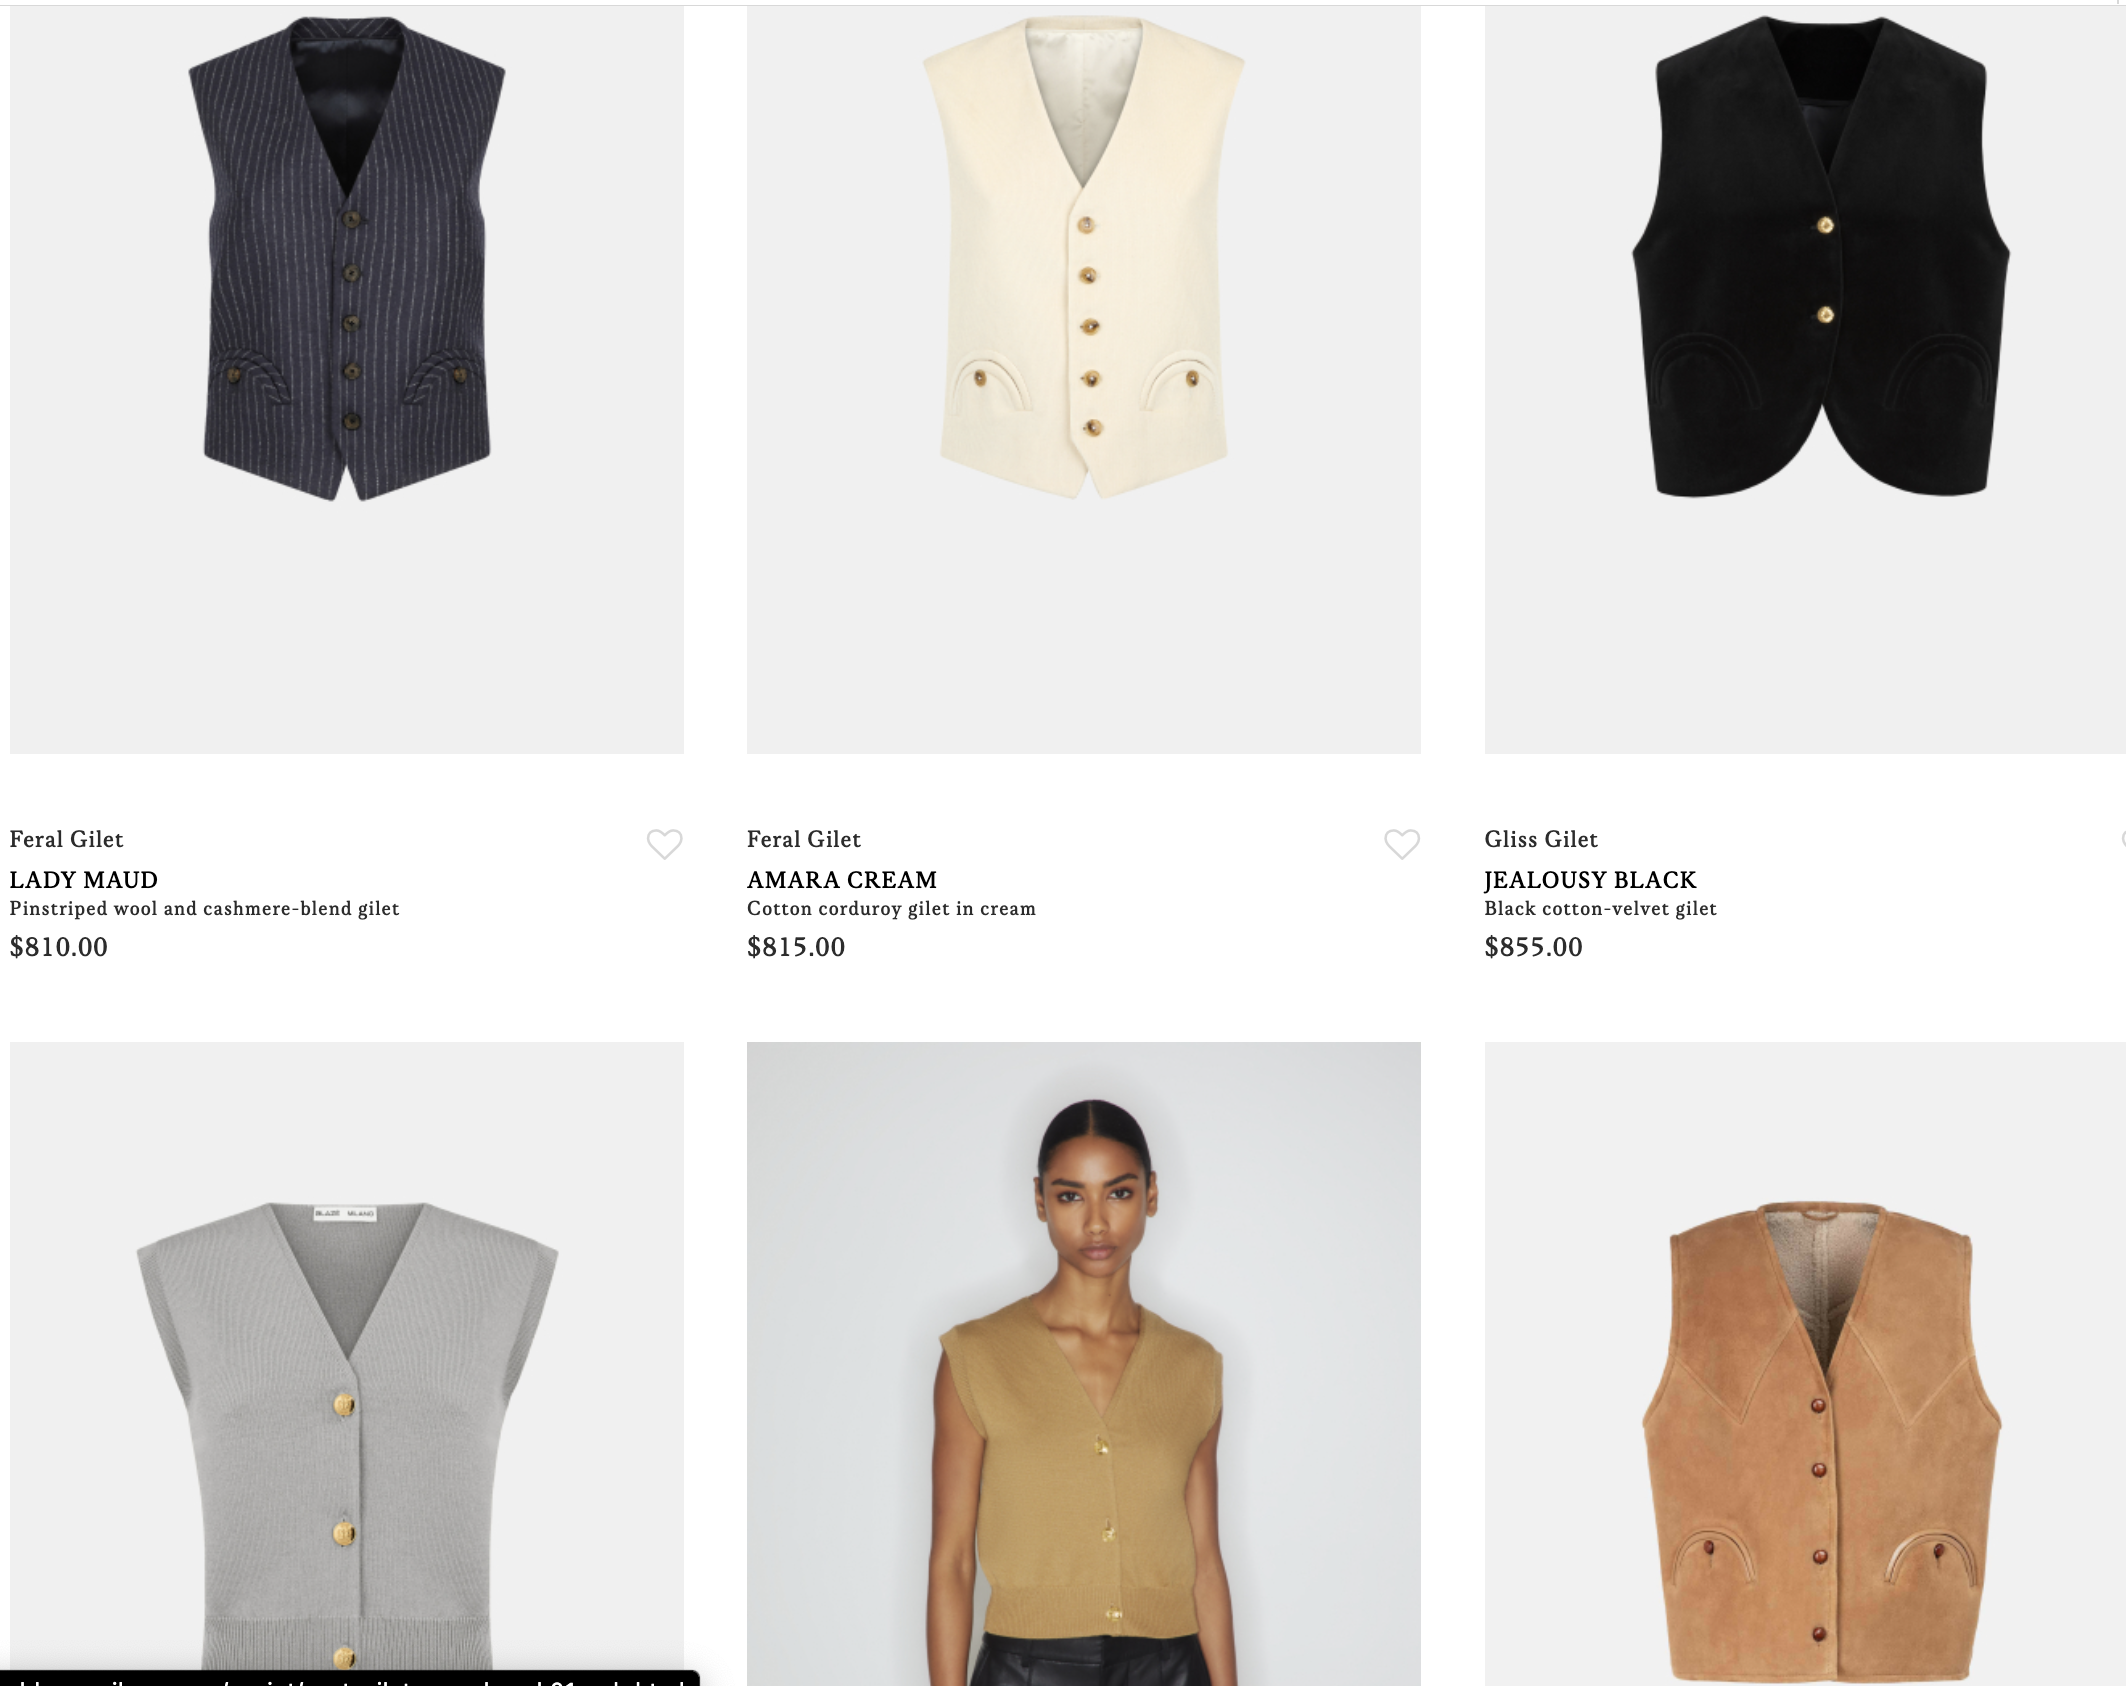 Feral Gilet
LADY MAUD
Pinstriped wool and cashmere-blend gilet
$810.00
Feral Gilet
AMARA CREAM
Cotton corduroy gilet in cream
$815.00
Gliss Gilet
JEALOUSY BLACK
Black cotton-velvet gilet
$855.00
BLAZÉ MILANO